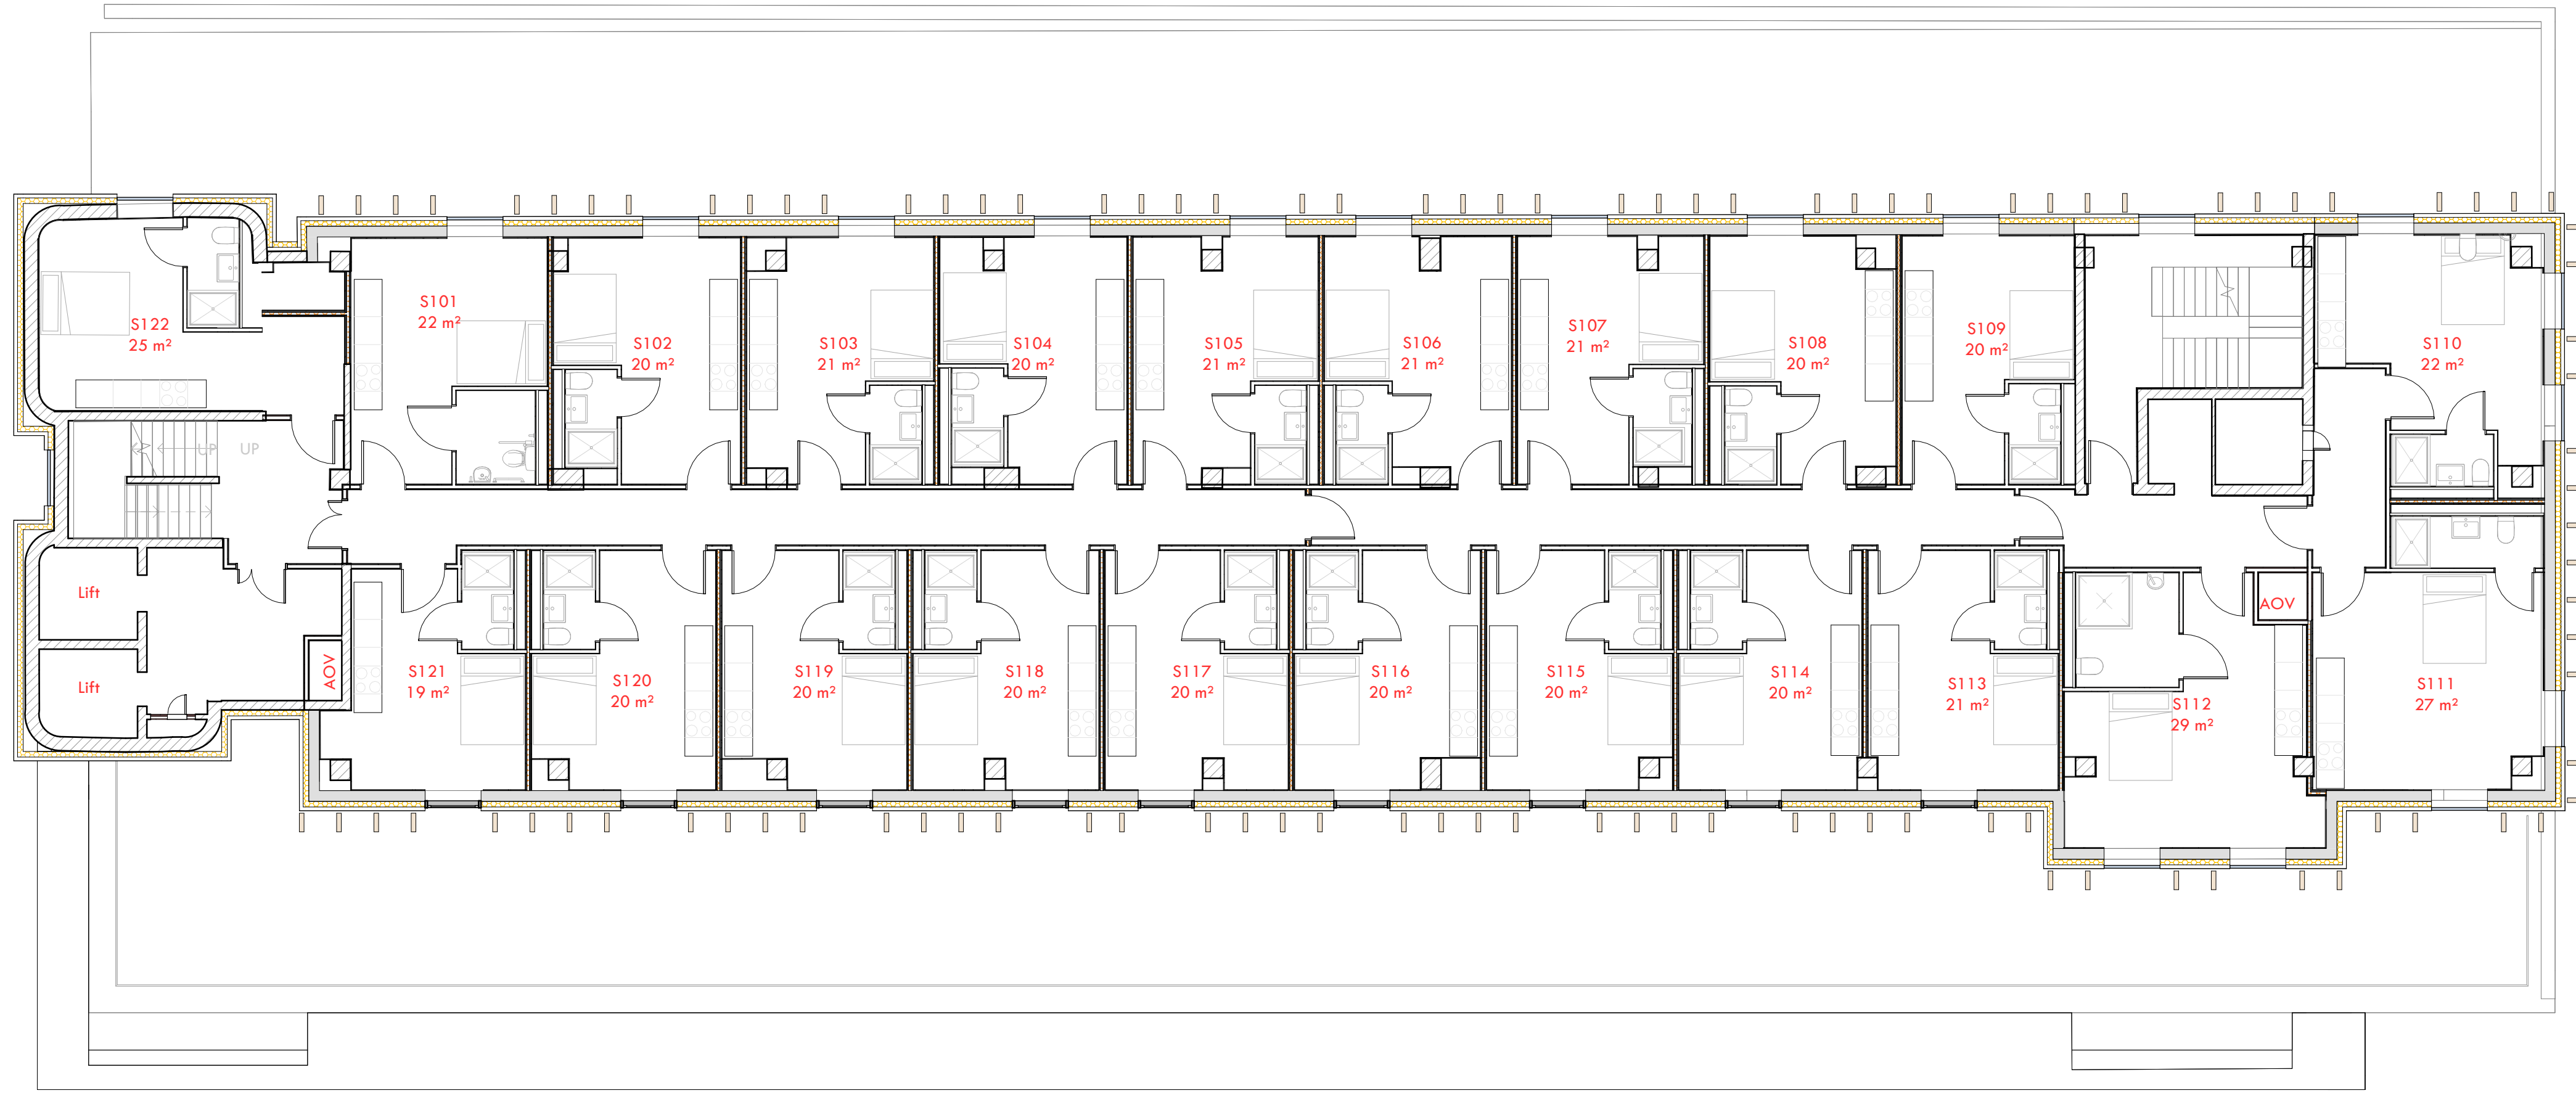 S122
25 m²
S101
22 m²
S102
20 m²
S103
21 m²
S104
20 m²
S105
21 m²
S106
21 m²
S107
21 m²
S108
20 m²
S109
20 m²
S110
22 m²
UP
UP
Lift
Lift
AOV
S121
19 m²
S120
20 m²
S119
20 m²
S118
20 m²
S117
20 m²
S116
20 m²
S115
20 m²
S114
20 m²
S113
21 m²
S112
29 m²
AOV
S111
27 m²